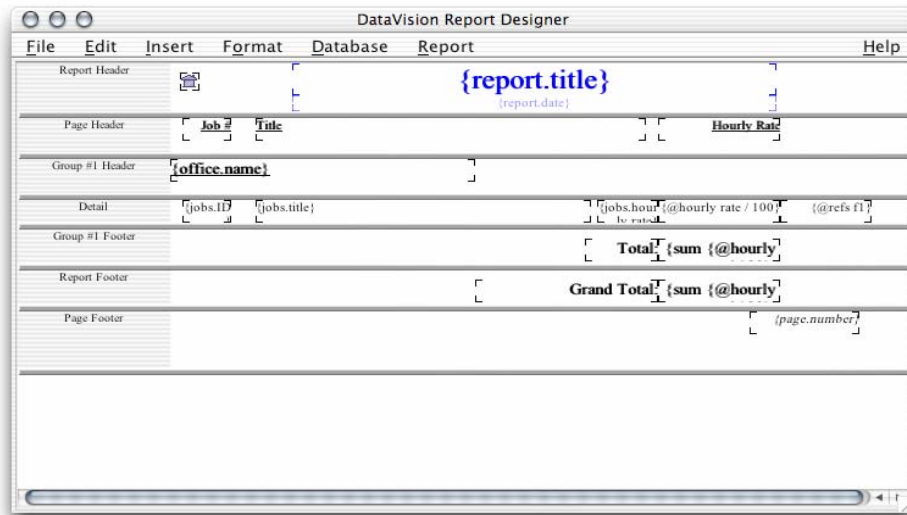 DataVision Report Designer
File Edit Insert Format Database Report Help
Report Header
{report.title}
{report.date}
Page Header Job # Title Hourly Rate
Group #1 Header {office.name}
Detail {jobs.ID {jobs.title} {jobs.hour {@hourly rate / 100} {@refs f1}
ly rate
Group #1 Footer
Total: {sum {@hourly
Report Footer
Grand Total: {sum {@hourly
Page Footer {page.number}